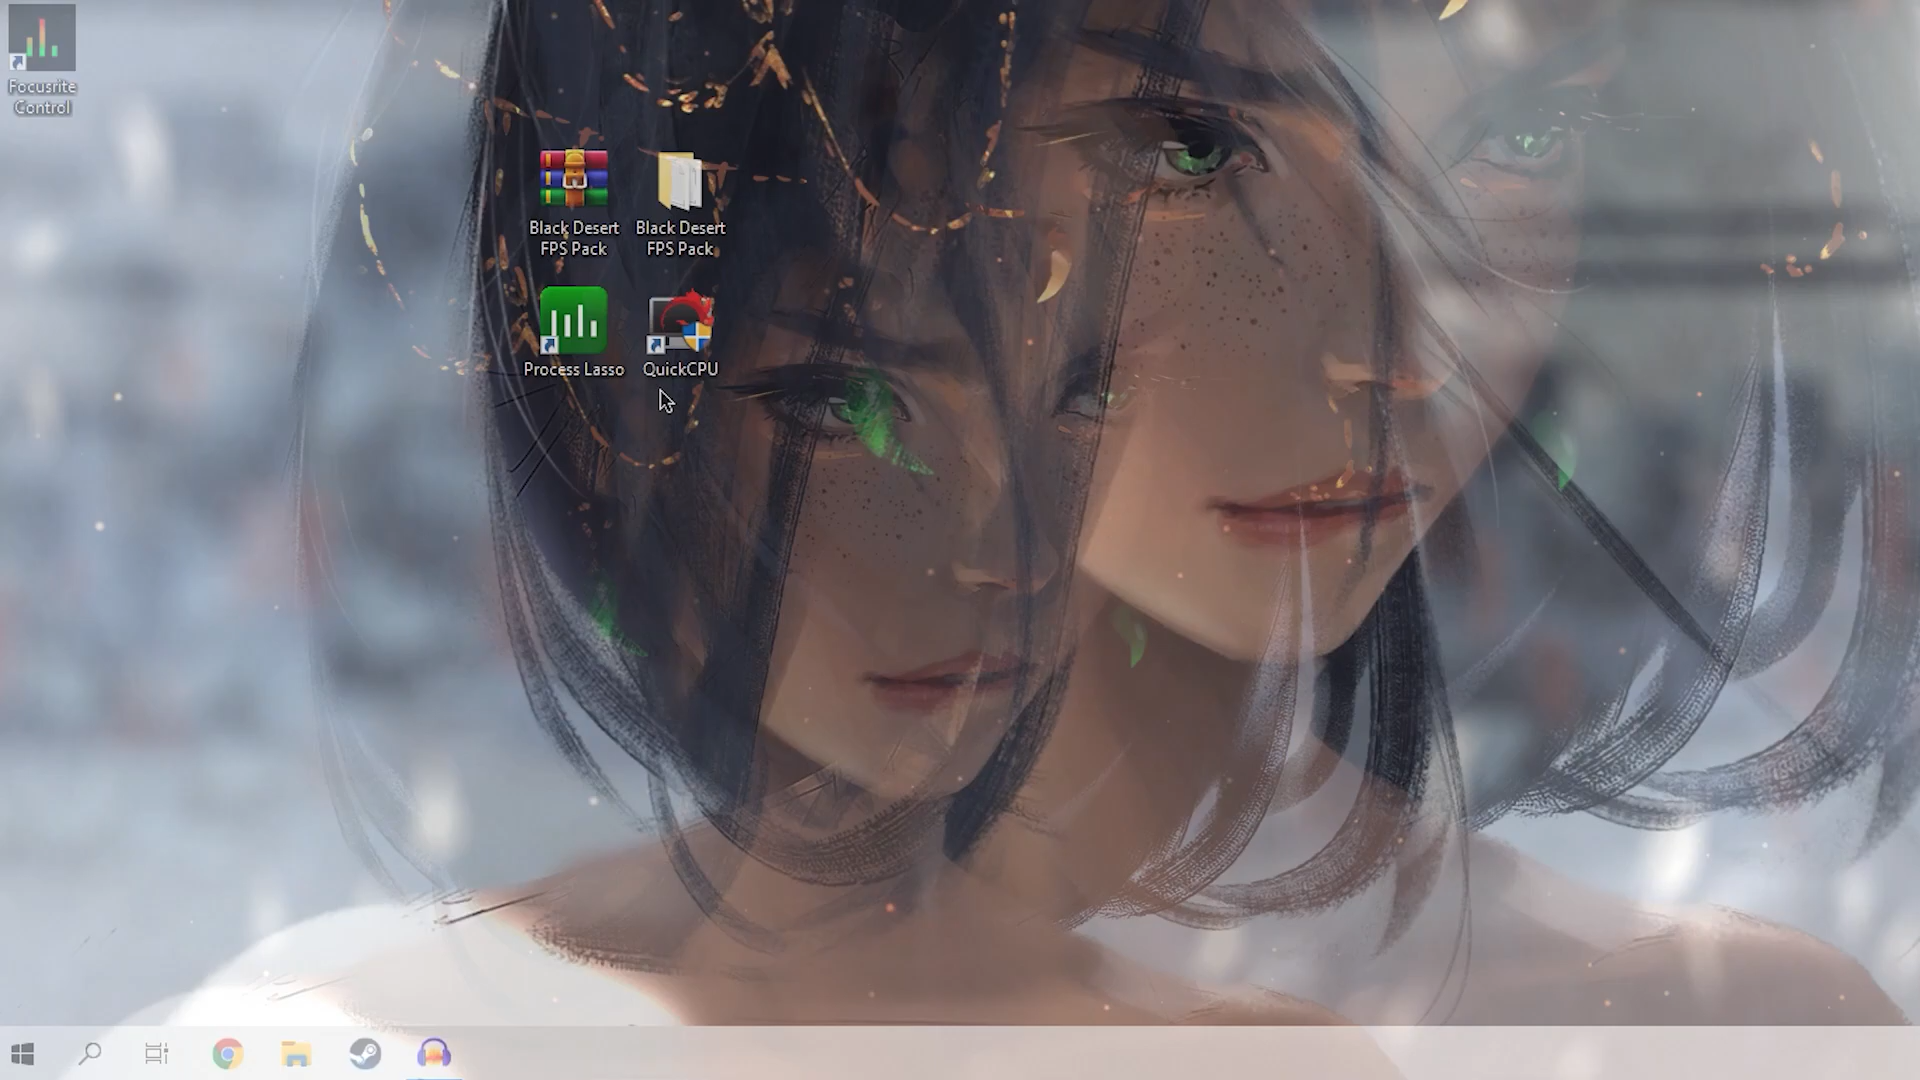 Focusrite
Control
Black Desert
FPS Pack
Black Desert
FPS Pack
Process Lasso
QuickCPU